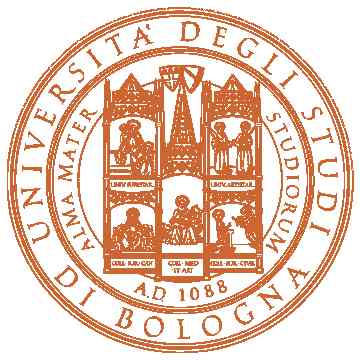 UNIVERSITÀ DEGLI STUDI
DI BOLOGNA
ALMA MATER
STUDIORUM
A.D. 1088